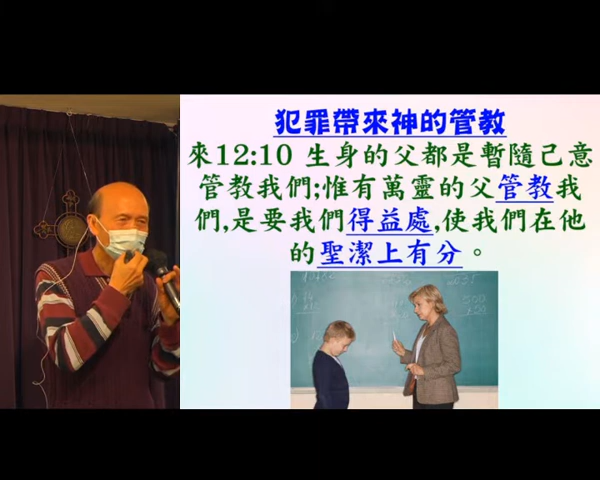 犯罪帶來神的管教
來12:10 生身的父都是暫隨己意
管教我們;惟有萬靈的父管教我
們,是要我們得益處,使我們在他
的聖潔上有分。